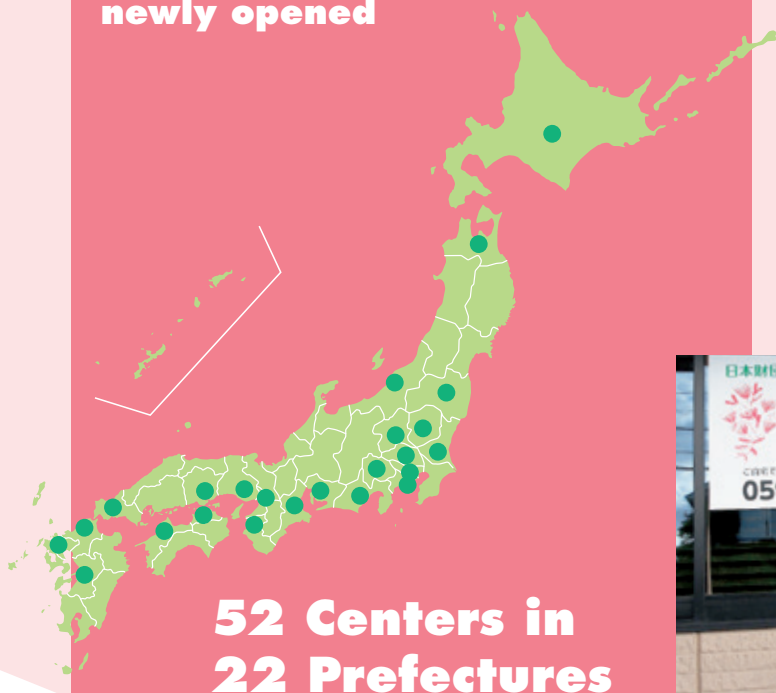 newly opened
日本財団
05
52 Centers in
22 Prefectures